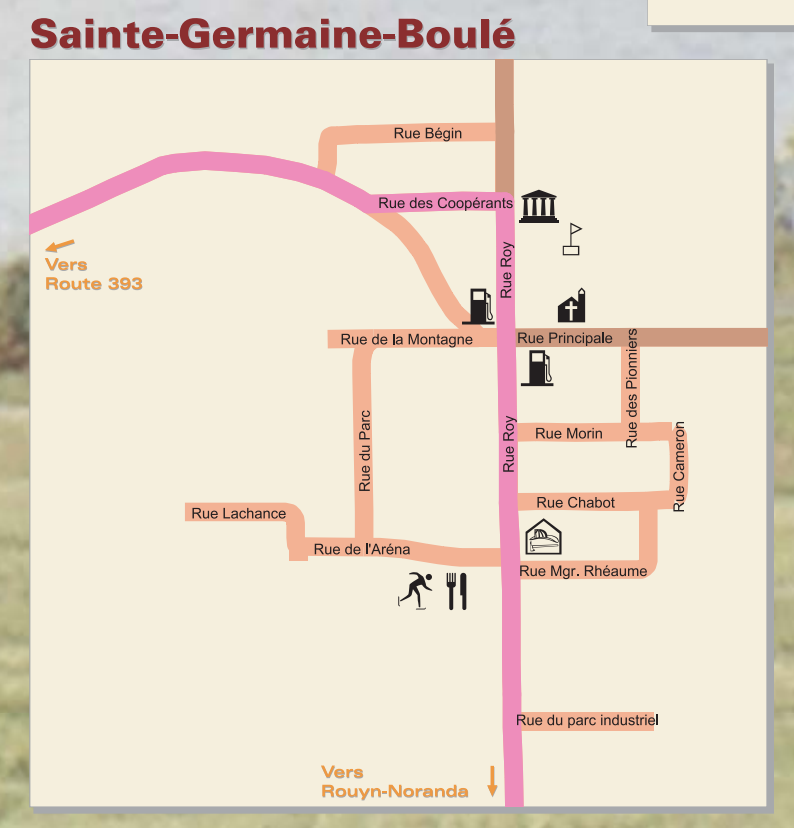 Sainte-Germaine-Boulé
Rue Bégin
Rue des Coopérants
Rue Roy
Vers
Route 393
Rue de la Montagne
Rue Principale
Rue des Pionniers
Rue du Parc
Rue Roy
Rue Morin
Rue Cameron
Rue Chabot
Rue Lachance
Rue de l'Aréna
Rue Mgr. Rhéaume
Rue du parc industriel
Vers
Rouyn-Noranda